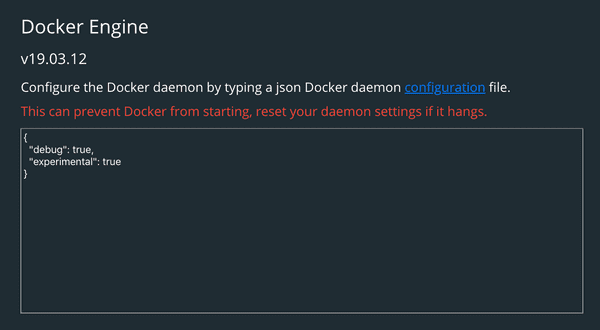 Docker Engine
v19.03.12
Configure the Docker daemon by typing a json Docker daemon configuration file.
This can prevent Docker from starting, reset your daemon settings if it hangs.
{
  "debug": true,
  "experimental": true
}